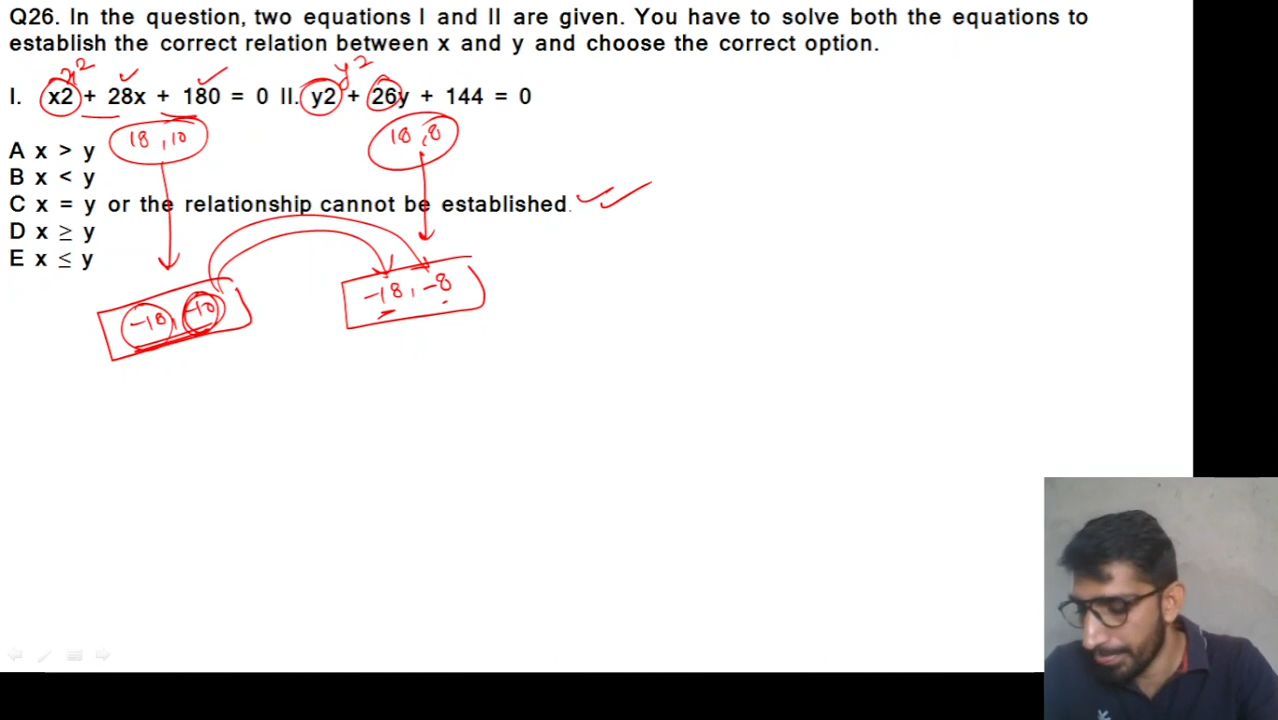 Q26. In the question, two equations I and II are given. You have to solve both the equations to
establish the correct relation between x and y and choose the correct option.
x² y²
I. x2 + 28x + 180 = 0 II. y2 + 26y + 144 = 0
18, 10 18, 8
A x > y
B x < y
C x = y or the relationship cannot be established.
D x ≥ y
E x ≤ y
-18, -10 -18, -8